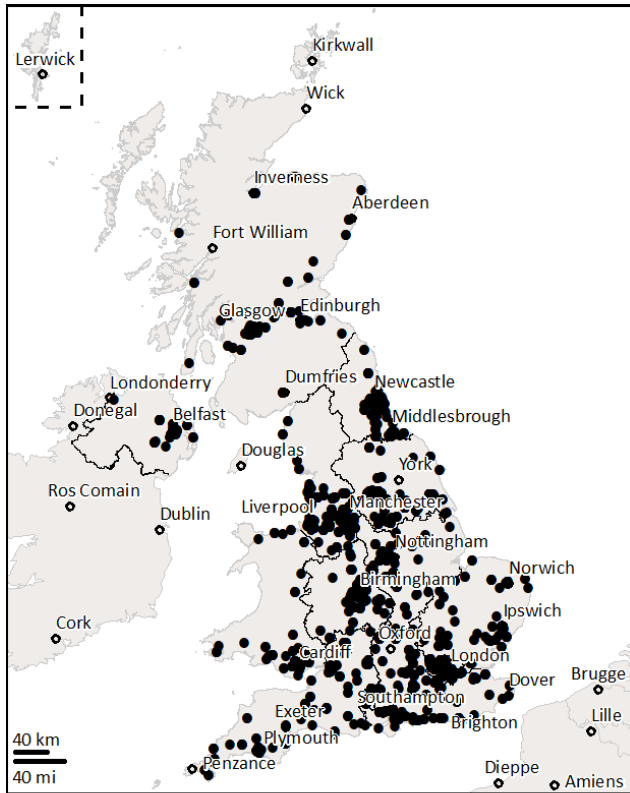 Kirkwall
Lerwick
Wick
Inverness
Aberdeen
Fort William
Glasgow
Edinburgh
Londonderry
Dumfries
Newcastle
Donegal
Belfast
Middlesbrough
Douglas
York
Ros Comain
Liverpool
Manchester
Dublin
Nottingham
Norwich
Birmingham
Ipswich
Cork
Oxford
Cardiff
London
Dover
Brugge
Southampton
Exeter
Brighton
Lille
Plymouth
40 km
40 mi
Penzance
Dieppe
Amiens